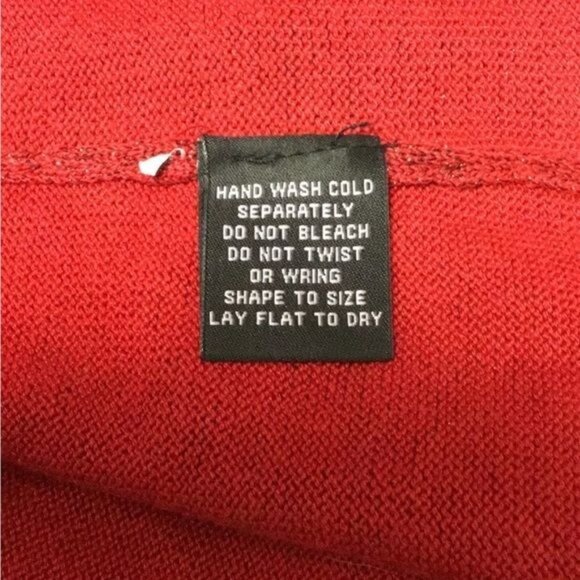 HAND WASH COLD
SEPARATELY
DO NOT BLEACH
DO NOT TWIST
OR WRING
SHAPE TO SIZE
LAY FLAT TO DRY